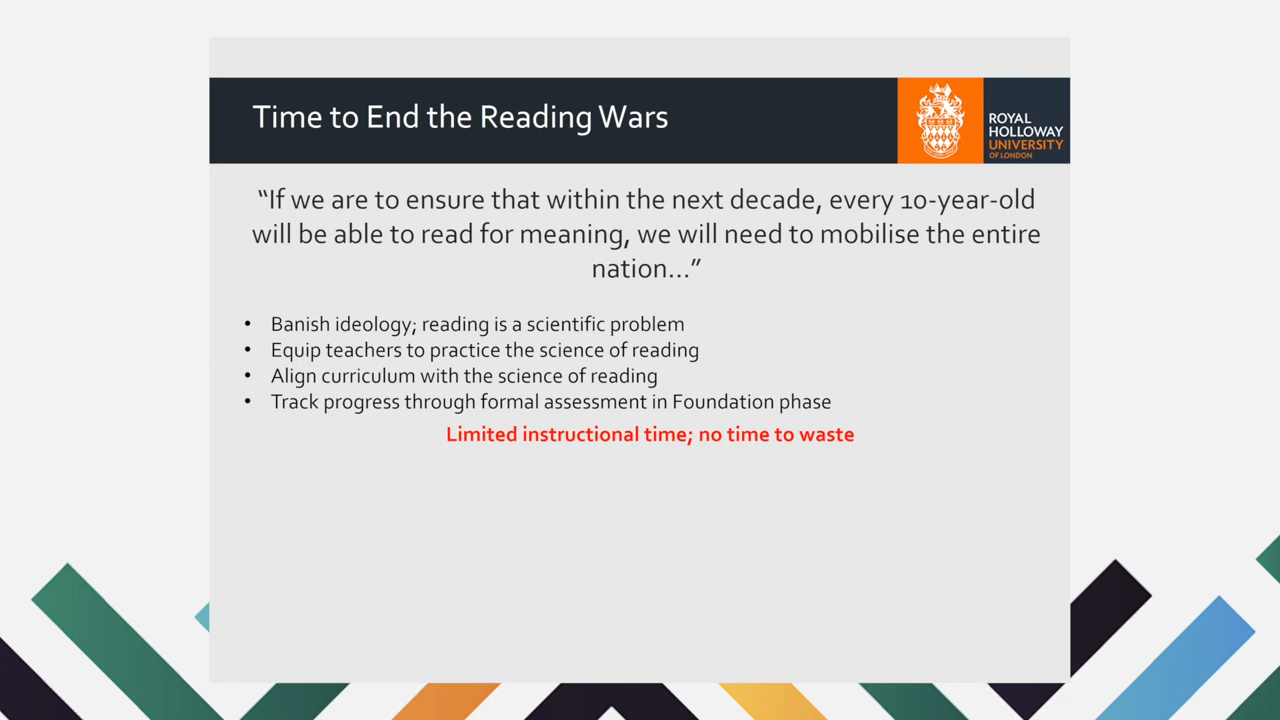 Time to End the Reading Wars
ROYAL
HOLLOWAY
UNIVERSITY
OF LONDON
“If we are to ensure that within the next decade, every 10-year-old
will be able to read for meaning, we will need to mobilise the entire
nation…”
• Banish ideology; reading is a scientific problem
• Equip teachers to practice the science of reading
• Align curriculum with the science of reading
• Track progress through formal assessment in Foundation phase
Limited instructional time; no time to waste